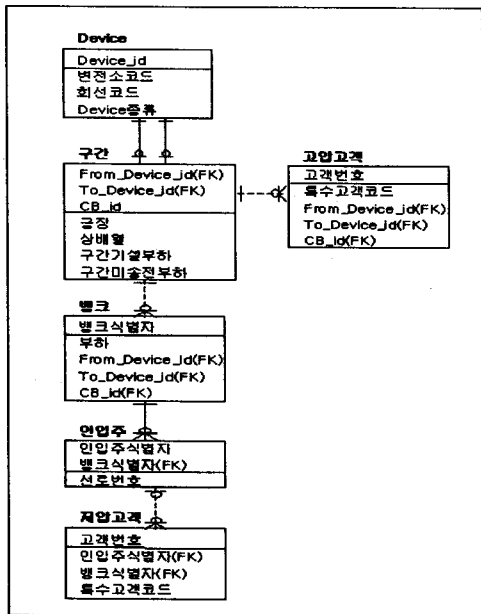 Device
Device_id
변전소코드
회선코드
Device종류
구간
From_Device_id(FK)
To_Device_id(FK)
CB_id
긍장
상배열
구간기설부하
구간미송전부하
고압고객
고객번호
특수고객코드
From_Device_id(FK)
To_Device_id(FK)
CB_id(FK)
뱅크
뱅크식별자
부하
From_Device_id(FK)
To_Device_id(FK)
CB_id(FK)
인입주
인입주식별자
뱅크식별자(FK)
선로번호
저압고객
고객번호
인입주식별자(FK)
뱅크식별자(FK)
특수고객코드